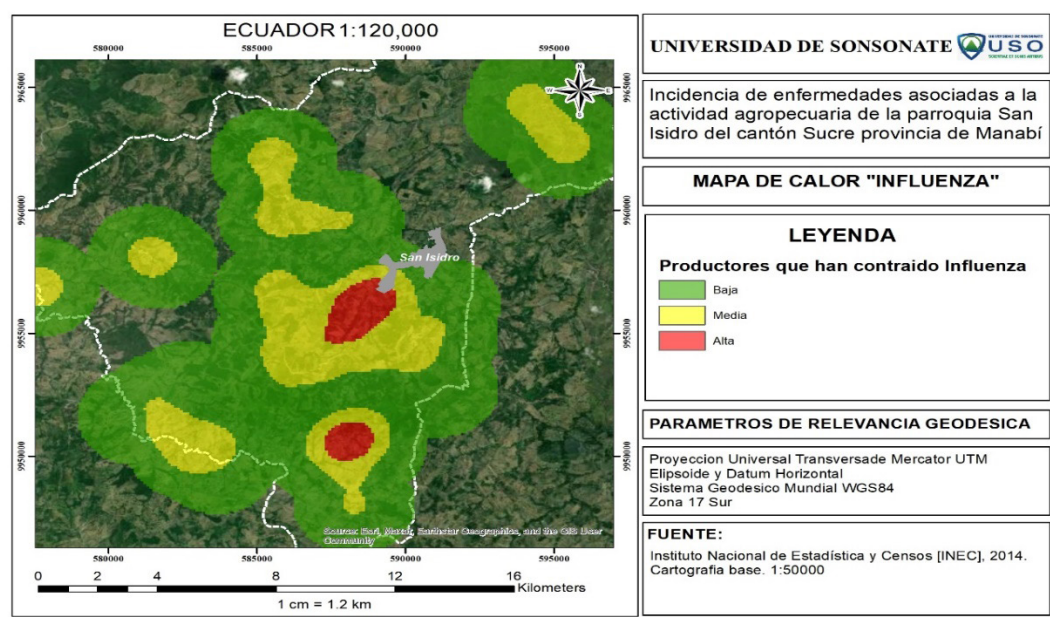 ECUADOR 1:120,000
580000 585000 590000 595000
9965000
9965000
9960000
9960000
9955000
9955000
9950000
9950000
N
W E
S
San Isidro
Source: Esri, Maxar, Earthstar Geographics, and the GIS User
Community
580000 585000 590000 595000
0 2 4 8 12 16
Kilometers
1 cm = 1.2 km
UNIVERSIDAD DE SONSONATE
USO
Incidencia de enfermedades asociadas a la
actividad agropecuaria de la parroquia San
Isidro del cantón Sucre provincia de Manabí
MAPA DE CALOR "INFLUENZA"
LEYENDA
Productores que han contraido Influenza
Baja
Media
Alta
PARAMETROS DE RELEVANCIA GEODESICA
Proyeccion Universal Transversade Mercator UTM
Elipsoide y Datum Horizontal
Sistema Geodesico Mundial WGS84
Zona 17 Sur
FUENTE:
Instituto Nacional de Estadística y Censos [INEC], 2014.
Cartografia base. 1:50000